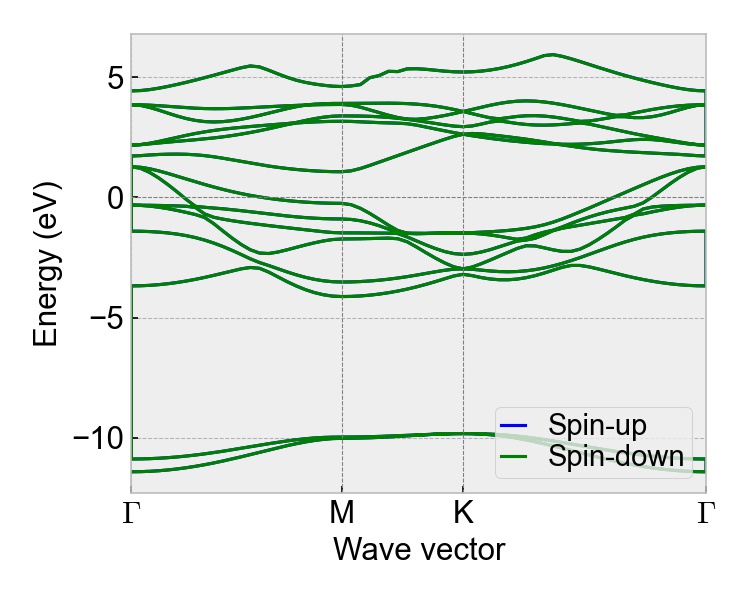 5
0
−5
−10
Energy (eV)
Spin-up
Spin-down
Γ M K Γ
Wave vector